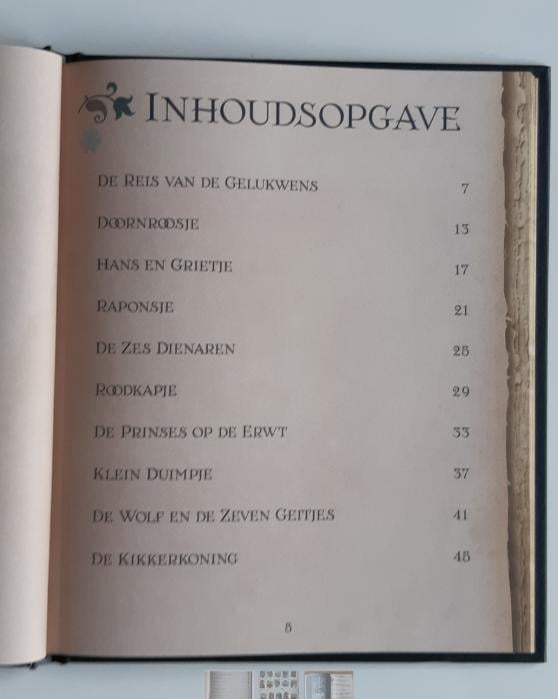 Inhoudsopgave
De Reis van de Gelukwens 7
Doornroosje 13
Hans en Grietje 17
Raponsje 21
De Zes Dienaren 25
Roodkapje 29
De Prinses op de Erwt 33
Klein Duimpje 37
De Wolf en de Zeven Geitjes 41
De Kikkerkoning 45
5